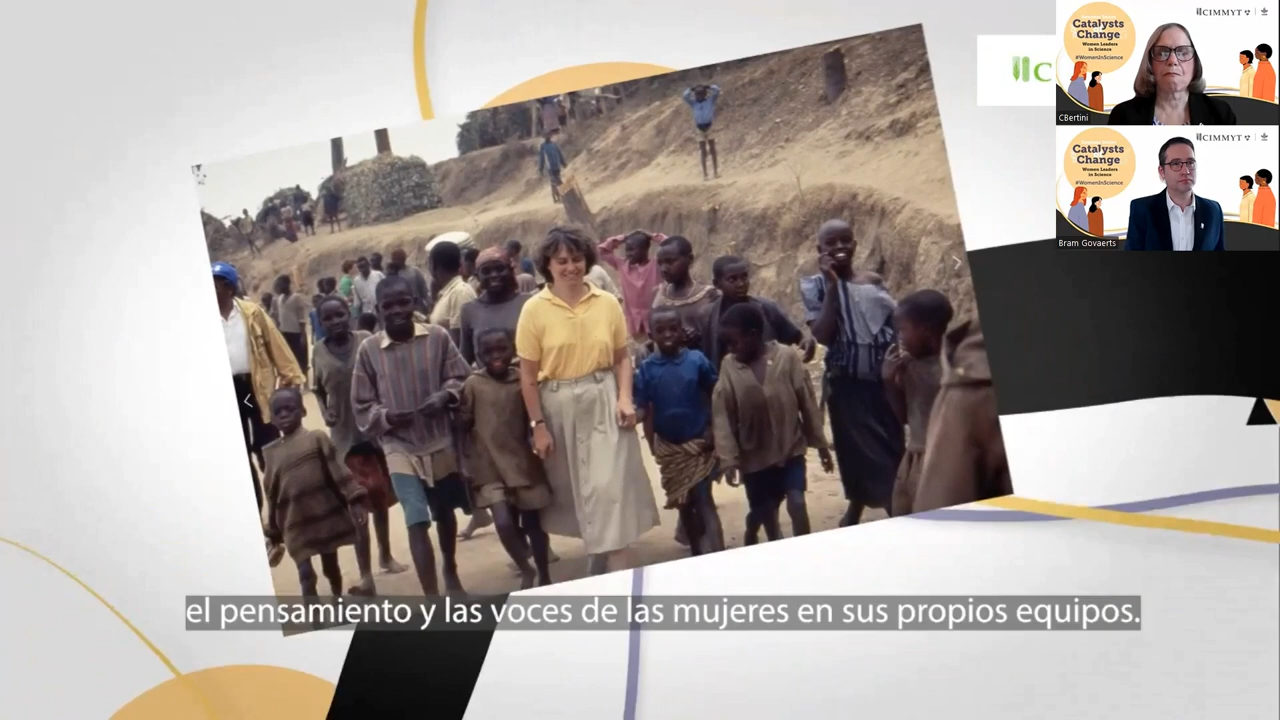 Catalysts
Change
Women Leaders
in Science
#WomenInScience
CIMMYT
CBertini
C
Catalysts
Change
Women Leaders
in Science
#WomenInScience
CIMMYT
Bram Govaerts
el pensamiento y las voces de las mujeres en sus propios equipos.